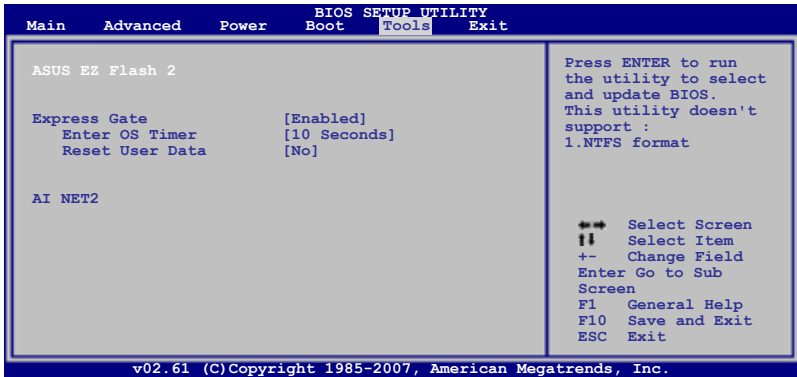 BIOS SETUP UTILITY
Main Advanced Power Boot Tools Exit
ASUS EZ Flash 2
Express Gate [Enabled]
Enter OS Timer [10 Seconds]
Reset User Data [No]
AI NET2
Press ENTER to run
the utility to select
and update BIOS.
This utility doesn't
support :
1.NTFS format
←→ Select Screen
↑↓ Select Item
+- Change Field
Enter Go to Sub
Screen
F1 General Help
F10 Save and Exit
ESC Exit
v02.61 (C)Copyright 1985-2007, American Megatrends, Inc.